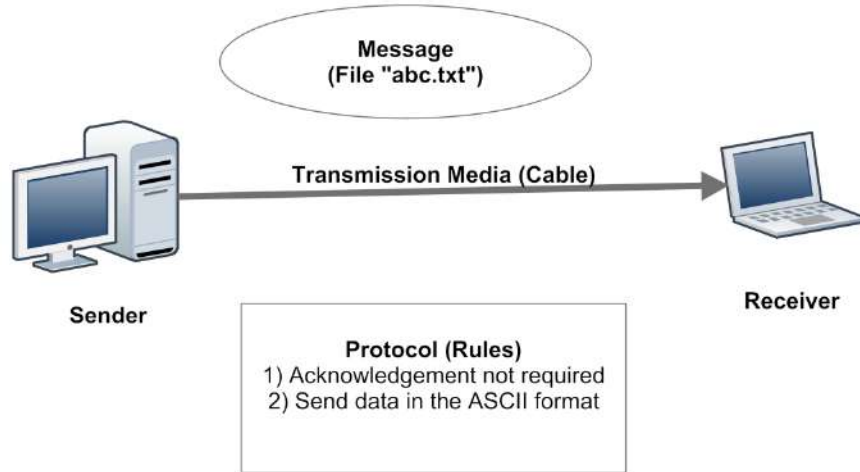 Message
(File "abc.txt")
Transmission Media (Cable)
Sender
Receiver
Protocol (Rules)
1) Acknowledgement not required
2) Send data in the ASCII format